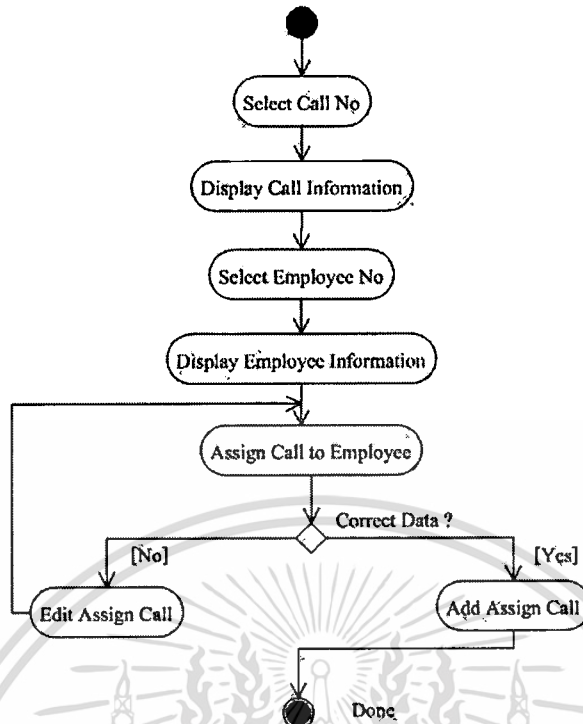 Select Call No
Display Call Information
Select Employee No
Display Employee Information
Assign Call to Employee
Correct Data ?
[No]
[Yes]
Edit Assign Call
Add Assign Call
Done